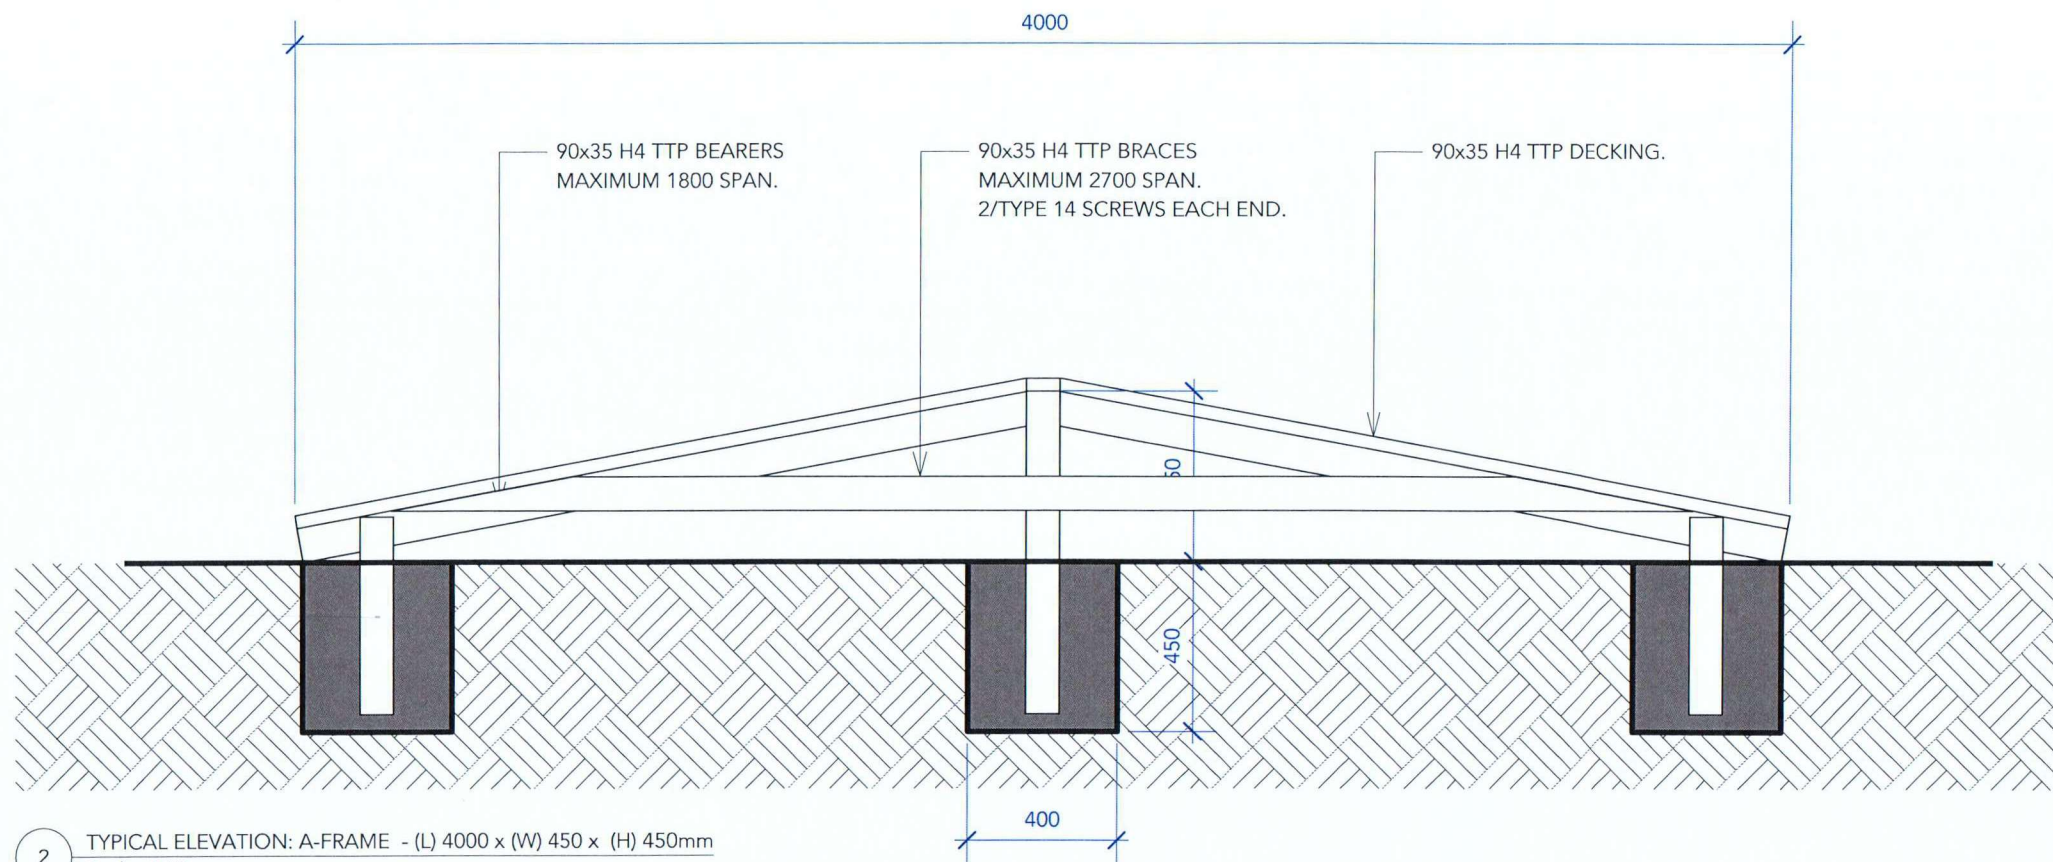 4000
90x35 H4 TTP BEARERS
MAXIMUM 1800 SPAN.
90x35 H4 TTP BRACES
MAXIMUM 2700 SPAN.
2/TYPE 14 SCREWS EACH END.
90x35 H4 TTP DECKING.
450
400
2
TYPICAL ELEVATION: A-FRAME - (L) 4000 x (W) 450 x (H) 450mm